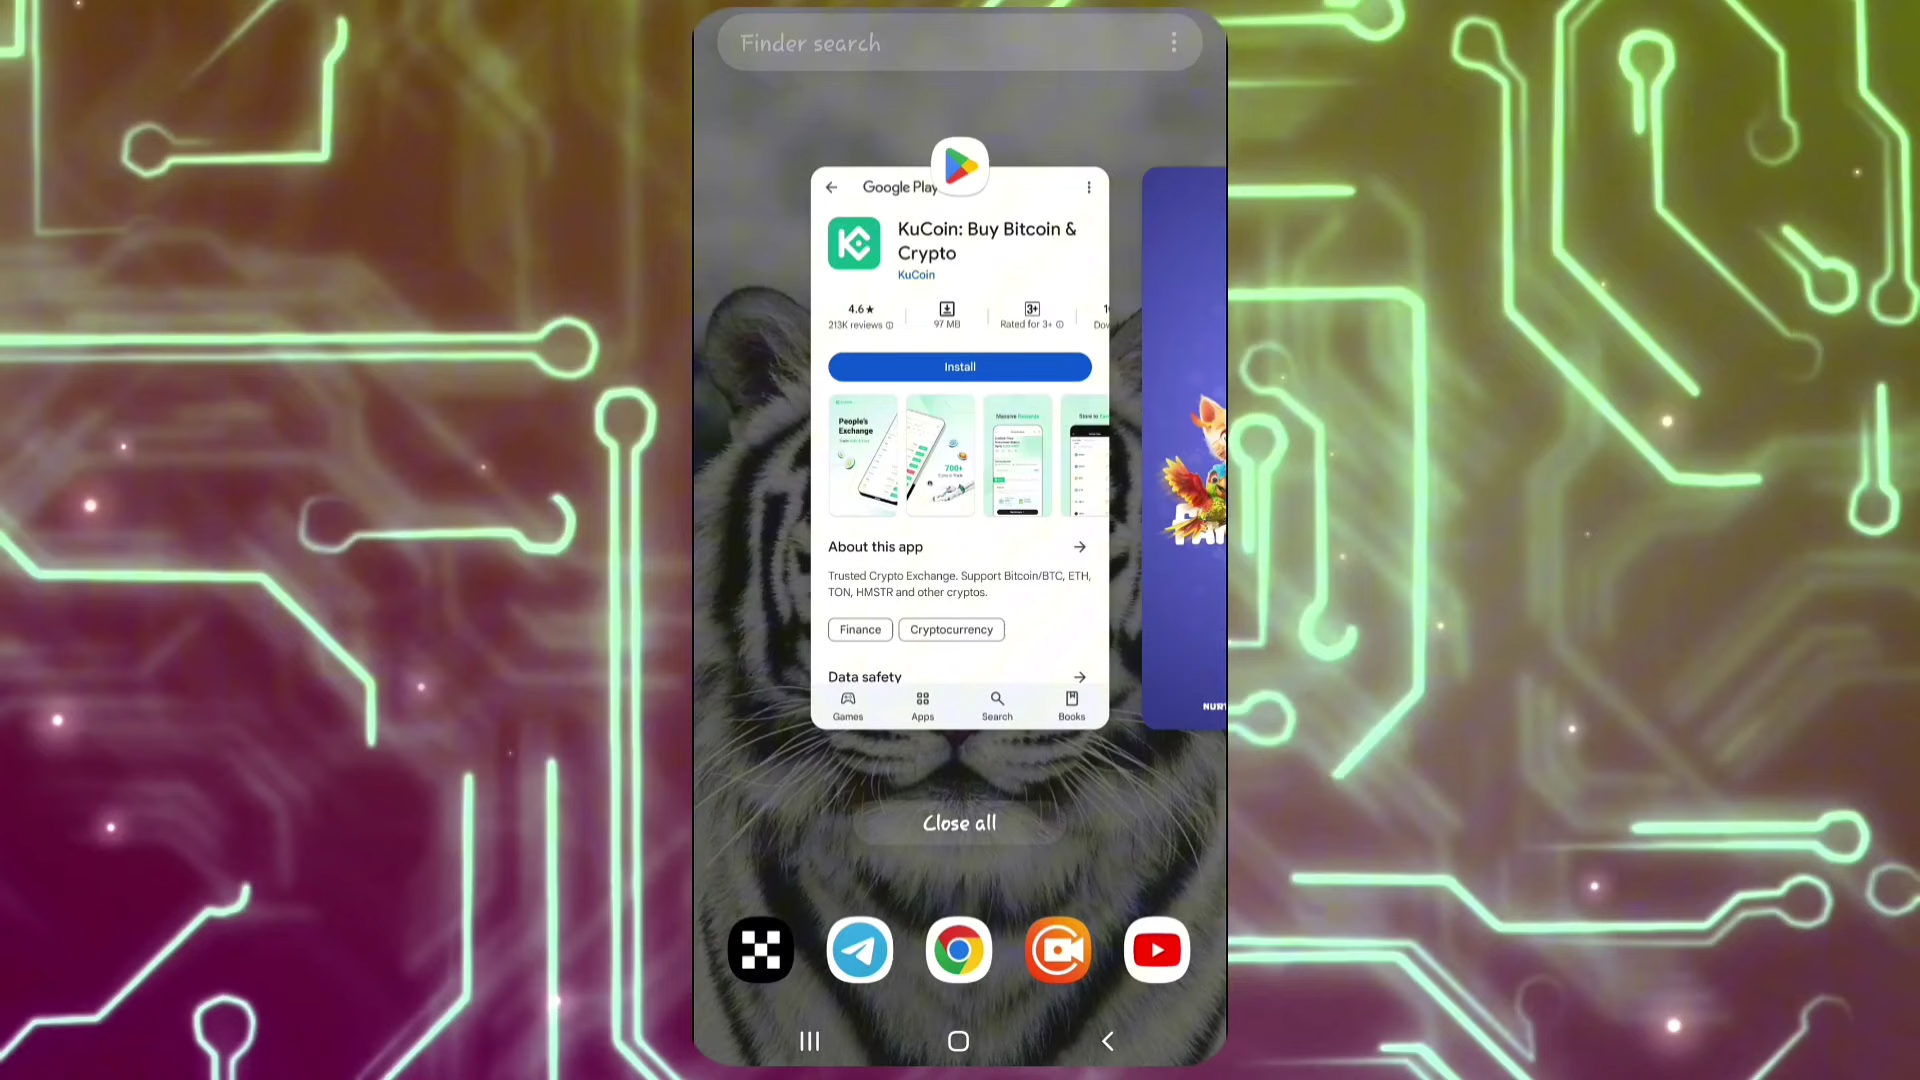 Finder search
Google Play
KuCoin: Buy Bitcoin &
Crypto
KuCoin
4.6★
213K reviews
97 MB
3+
Rated for 3+
Install
People's
Exchange
700+
Massive Rewards
About this app
Trusted Crypto Exchange. Support Bitcoin/BTC, ETH,
TON, HMSTR and other cryptos.
Finance
Cryptocurrency
Data safety
Games
Apps
Search
Books
Close all